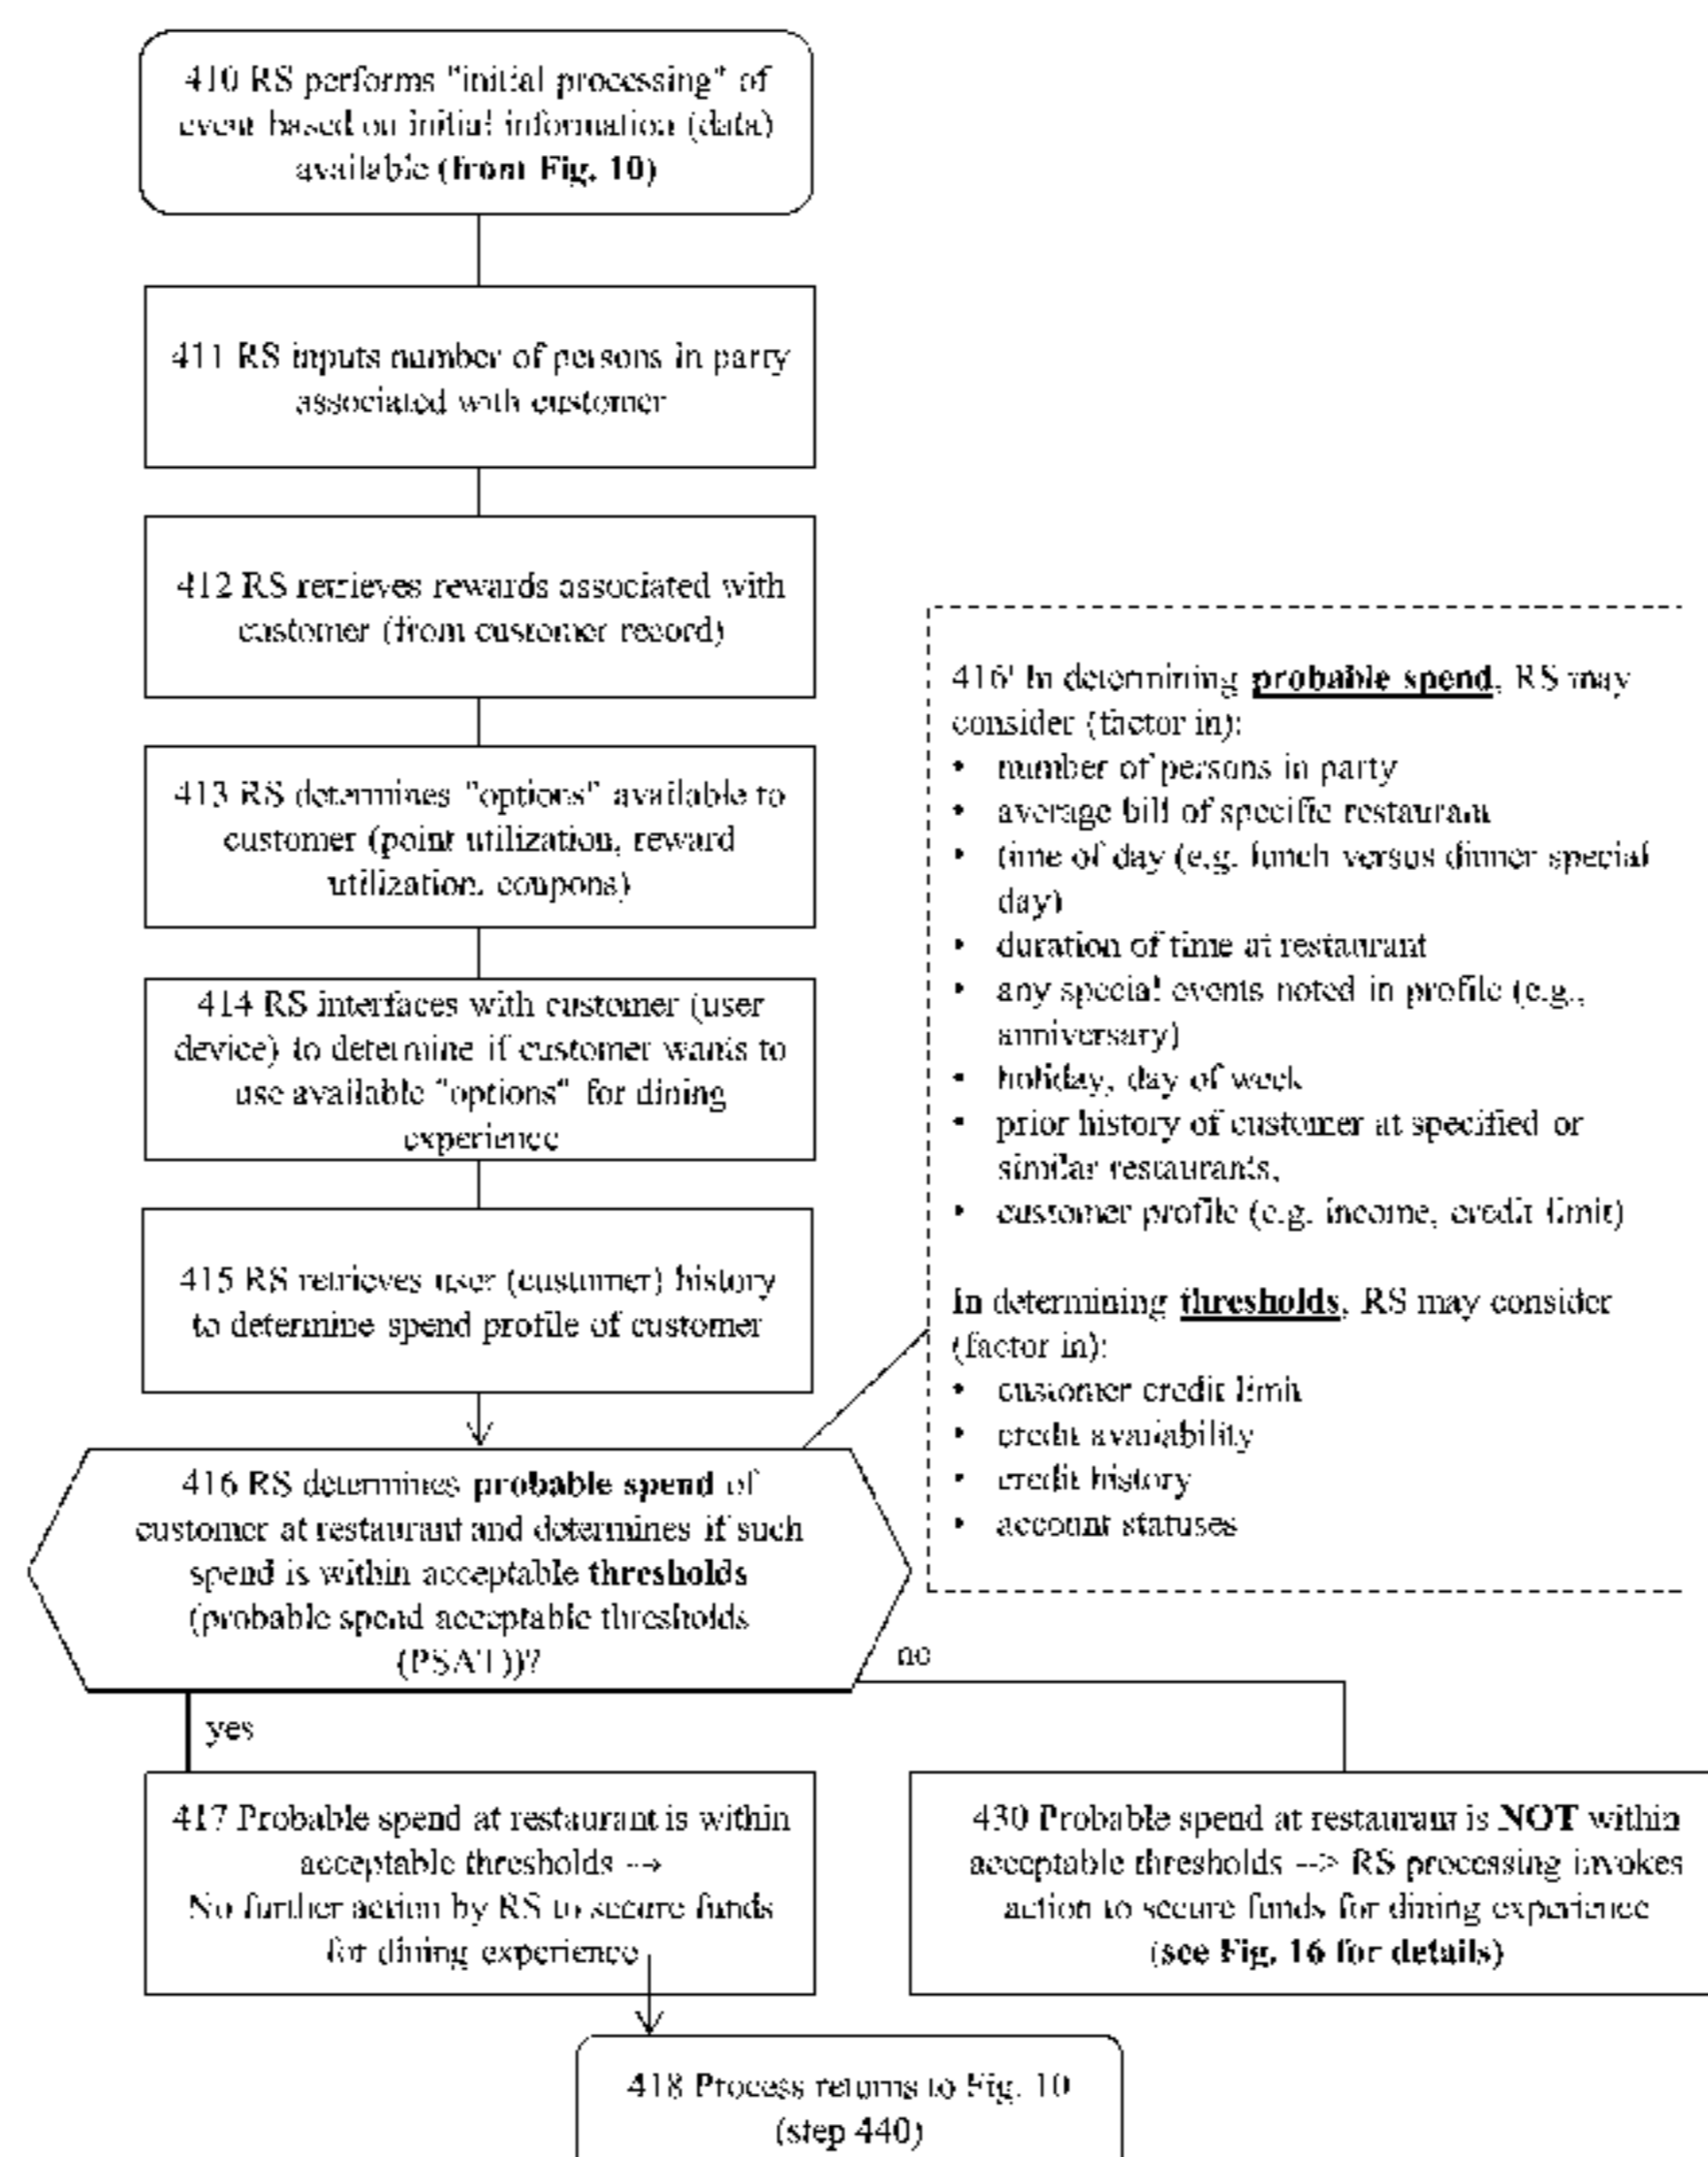 410 RS performs "initial processing" of
event based on initial information (data)
available (from Fig. 10)
411 RS inputs number of persons in party
associated with customer
412 RS retrieves rewards associated with
customer (from customer record)
413 RS determines "options" available to
customer (point utilization, reward
utilization, coupons)
414 RS interfaces with customer (user
device) to determine if customer wants to
use available "options" for dining
experience
415 RS retrieves user (customer) history
to determine spend profile of customer
416 RS determines probable spend of
customer at restaurant and determines if such
spend is within acceptable thresholds
(probable spend acceptable thresholds
(PSAT))?
416' In determining probable spend, RS may
consider (factor in):
• number of persons in party
• average bill of specific restaurant
• time of day (e.g. lunch versus dinner special
day)
• duration of time at restaurant
• any special events noted in profile (e.g.,
anniversary)
• holiday, day of week
• prior history of customer at specified or
similar restaurants,
• customer profile (e.g. income, credit limit)
In determining thresholds, RS may consider
(factor in):
• customer credit limit
• credit availability
• credit history
• account statuses
no
yes
417 Probable spend at restaurant is within
acceptable thresholds -->
No further action by RS to secure funds
for dining experience
430 Probable spend at restaurant is NOT within
acceptable thresholds --> RS processing invokes
action to secure funds for dining experience
(see Fig. 16 for details)
418 Process returns to Fig. 10
(step 440)